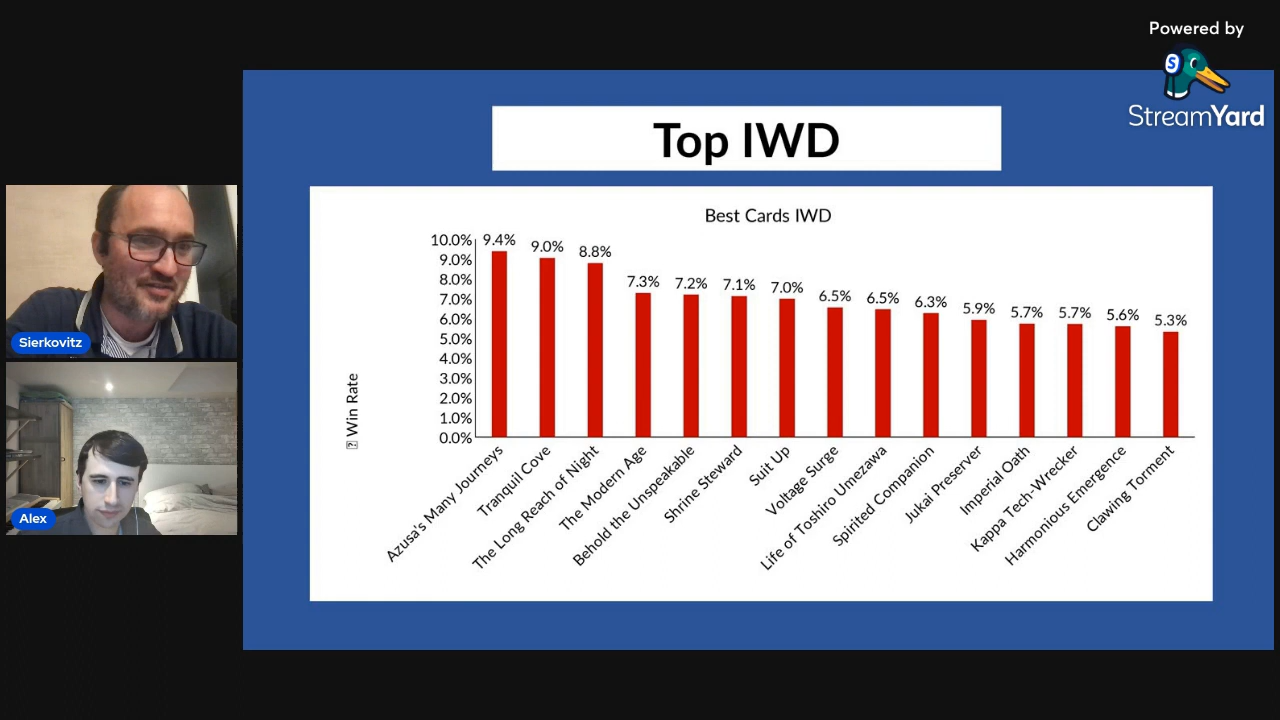 Powered by
StreamYard
Top IWD
Best Cards IWD
10.0%
9.0%
8.0%
7.0%
6.0%
5.0%
4.0%
3.0%
2.0%
1.0%
0.0%
Win Rate
9.4%
9.0%
8.8%
7.3%
7.2%
7.1%
7.0%
6.5%
6.5%
6.3%
5.9%
5.7%
5.7%
5.6%
5.3%
Azusa's Many Journeys
Tranquil Cove
The Long Reach of Night
The Modern Age
Behold the Unspeakable
Shrine Steward
Suit Up
Voltage Surge
Life of Toshiro Umezawa
Spirited Companion
Jukai Preserver
Imperial Oath
Kappa Tech-Wrecker
Harmonious Emergence
Clawing Torment
Sierkovitz
Alex